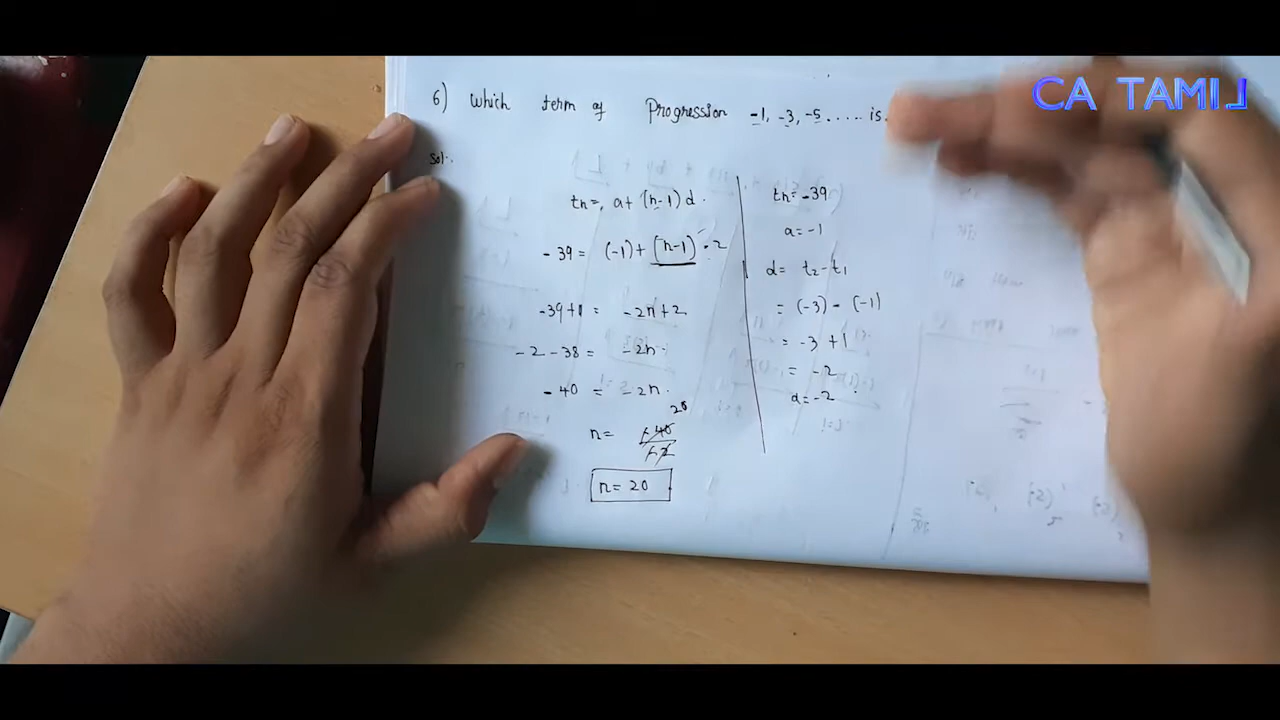 CA TAMIL
6) Which term of Progression -1, -3, -5..... is.
sol:.
tn = a + (n-1) d.
-39 = (-1) + (n-1) - 2
-39+1 = -2n+2
-2-38 = -2n.
-40 = -2n.
20
n= -40
-2
n= 20
tn= -39
a= -1
d= t2-t1
= (-3) - (-1)
= -3 +1
= -2
d= -2